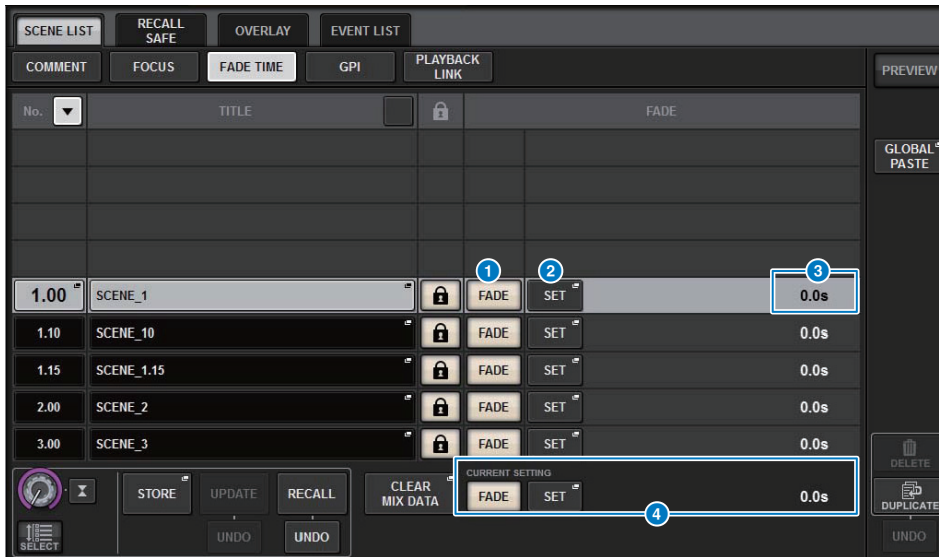 SCENE LIST
RECALL
SAFE
OVERLAY
EVENT LIST
COMMENT
FOCUS
FADE TIME
GPI
PLAYBACK
LINK
PREVIEW
No.
TITLE
FADE
GLOBAL
PASTE
1
2
3
1.00
SCENE_1
FADE
SET
0.0s
1.10
SCENE_10
FADE
SET
0.0s
1.15
SCENE_1.15
FADE
SET
0.0s
2.00
SCENE_2
FADE
SET
0.0s
3.00
SCENE_3
FADE
SET
0.0s
DELETE
STORE
UPDATE
RECALL
CLEAR
MIX DATA
CURRENT SETTING
FADE
SET
0.0s
4
DUPLICATE
SELECT
UNDO
UNDO
UNDO